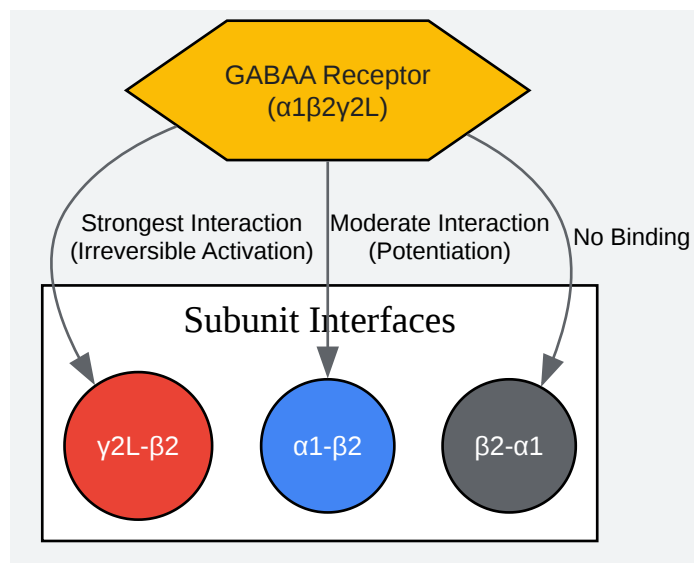 GABAA Receptor
(α1β2γ2L)
Strongest Interaction
(Irreversible Activation)
Moderate Interaction
(Potentiation)
No Binding
Subunit Interfaces
γ2L-β2
α1-β2
β2-α1